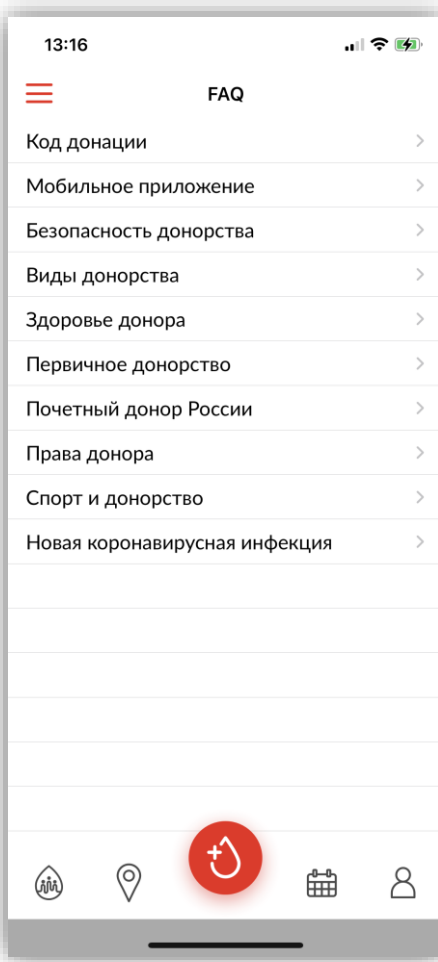 13:16
FAQ
Код донации
Мобильное приложение
Безопасность донорства
Виды донорства
Здоровье донора
Первичное донорство
Почетный донор России
Права донора
Спорт и донорство
Новая коронавирусная инфекция